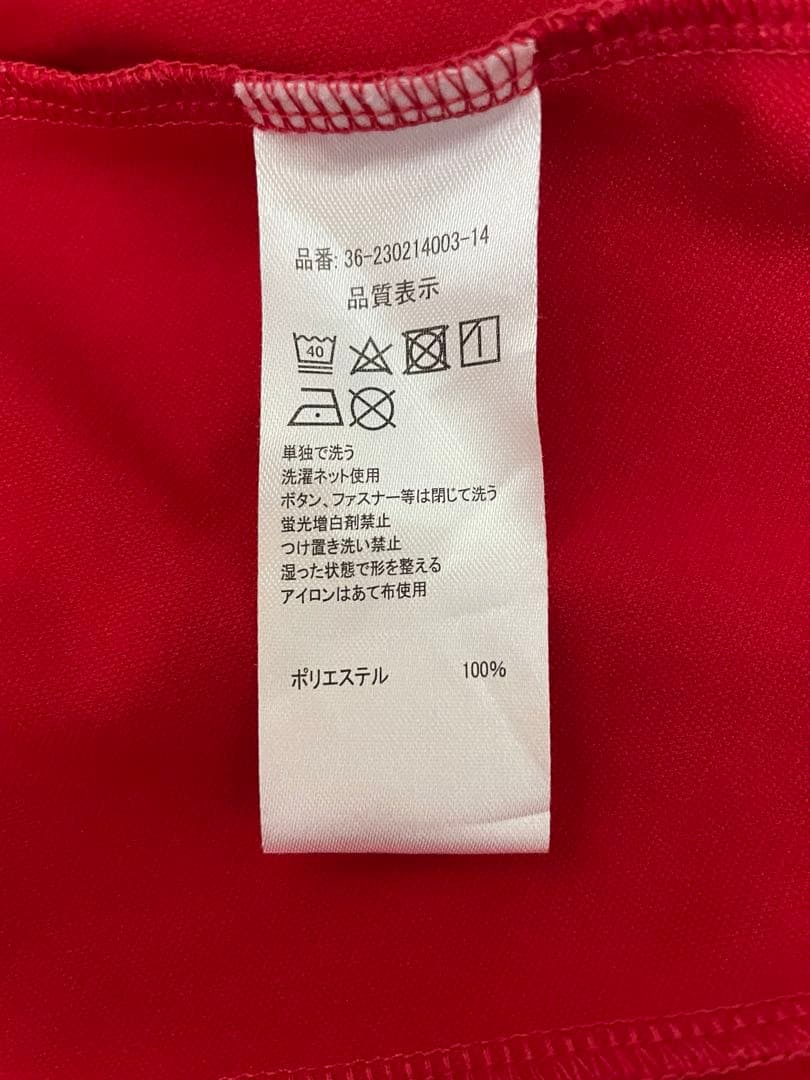 品番: 36-230214003-14
品質表示
40
単独で洗う
洗濯ネット使用
ボタン、ファスナー等は閉じて洗う
蛍光増白剤禁止
つけ置き洗い禁止
湿った状態で形を整える
アイロンはあて布使用
ポリエステル 100%